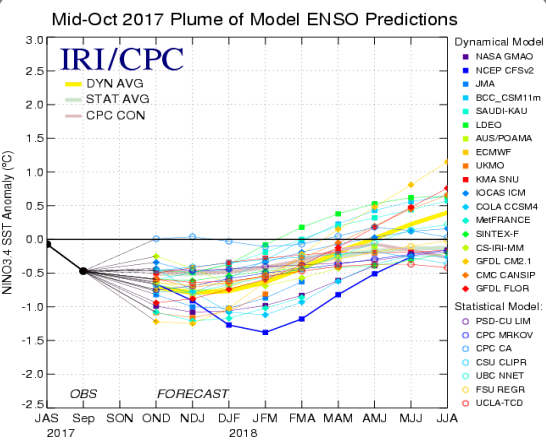 Mid-Oct 2017 Plume of Model ENSO Predictions
IRI/CPC
DYN AVG
STAT AVG
CPC CON
NINO3.4 SST Anomaly (ºC)
3.0
2.5
2.0
1.5
1.0
0.5
0.0
-0.5
-1.0
-1.5
-2.0
-2.5
OBS FORECAST
JAS Sep SON OND NDJ DJF JFM FMA MAM AMJ MJJ JJA
2017 2018
Dynamical Model
NASA GMAO
NCEP CFSv2
JMA
BCC_CSM11m
SAUDI-KAU
LDEO
AUS/POAMA
ECMWF
UKMO
KMA SNU
IOCAS ICM
COLA CCSM4
MetFRANCE
SINTEX-F
CS-IRI-MM
GFDL CM2.1
CMC CANSIP
GFDL FLOR
Statistical Model:
PSD-CU LIM
CPC MRKOV
CPC CA
CSU CLIPR
UBC NNET
FSU REGR
UCLA-TCD